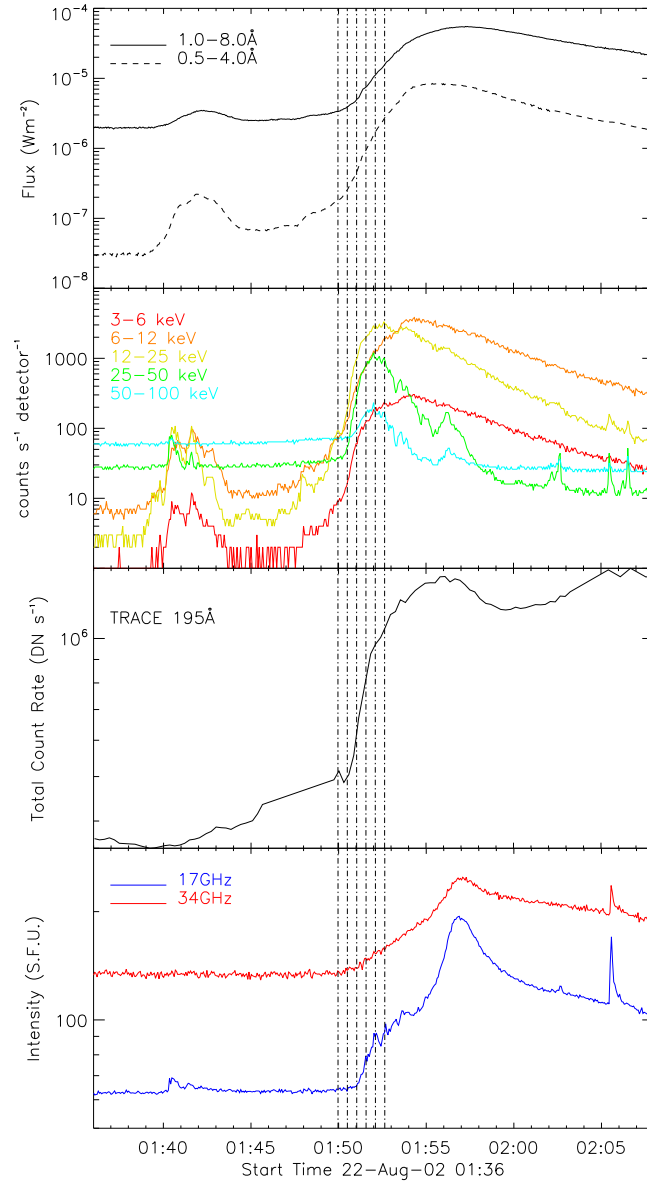 10⁻⁴
1.0–8.0Å
0.5–4.0Å
10⁻⁵
10⁻⁶
10⁻⁷
10⁻⁸
Flux (Wm⁻²)
3–6 keV
6–12 keV
12–25 keV
25–50 keV
50–100 keV
1000
100
10
counts s⁻¹ detector⁻¹
TRACE 195Å
10⁶
Total Count Rate (DN s⁻¹)
17GHz
34GHz
100
Intensity (S.F.U.)
01:40 01:45 01:50 01:55 02:00 02:05
Start Time 22–Aug–02 01:36